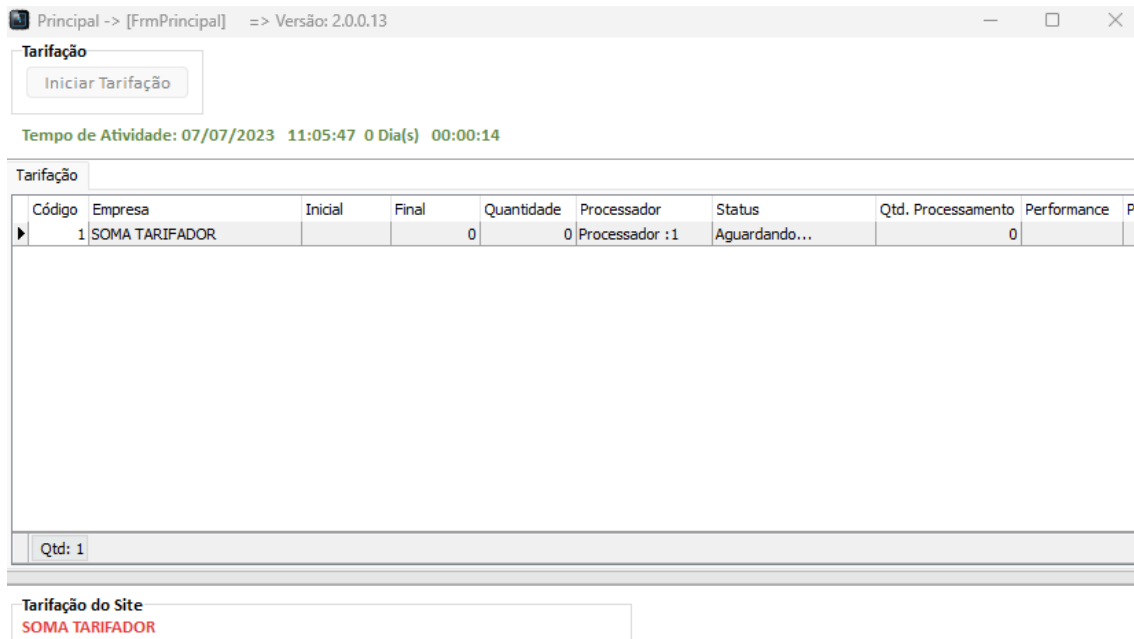 Principal -> [FrmPrincipal] => Versão: 2.0.0.13
Tarifação
Iniciar Tarifação
Tempo de Atividade: 07/07/2023 11:05:47 0 Dia(s) 00:00:14
Tarifação
Código Empresa Inicial Final Quantidade Processador Status Qtd. Processamento Performance P
1 SOMA TARIFADOR 0 0 Processador :1 Aguardando... 0
Qtd: 1
Tarifação do Site
SOMA TARIFADOR